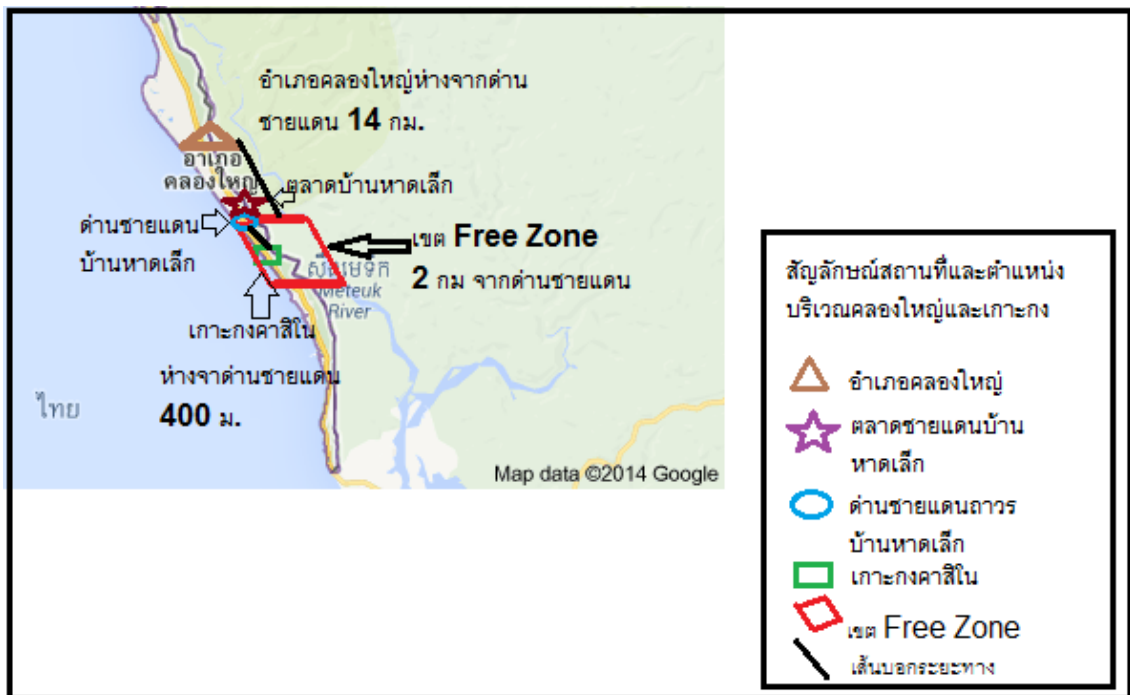 อำเภอคลองใหญ่ห่างจากด่าน
ชายแดน 14 กม.
อำเภอ
คลองใหญ่
ตลาดบ้านหาดเล็ก
ด่านชายแดน
บ้านหาดเล็ก
เขต Free Zone
2 กม จากด่านชายแดน
ស្ទឹងមេទឹក
Meteuk
River
เกาะกงคาสิโน
ห่างจาด่านชายแดน
400 ม.
ไทย
Map data ©2014 Google
สัญลักษณ์สถานที่และตำแหน่ง
บริเวณคลองใหญ่และเกาะกง
อำเภอคลองใหญ่
ตลาดชายแดนบ้าน
หาดเล็ก
ด่านชายแดนถาวร
บ้านหาดเล็ก
เกาะกงคาสิโน
เขต Free Zone
เส้นบอกระยะทาง